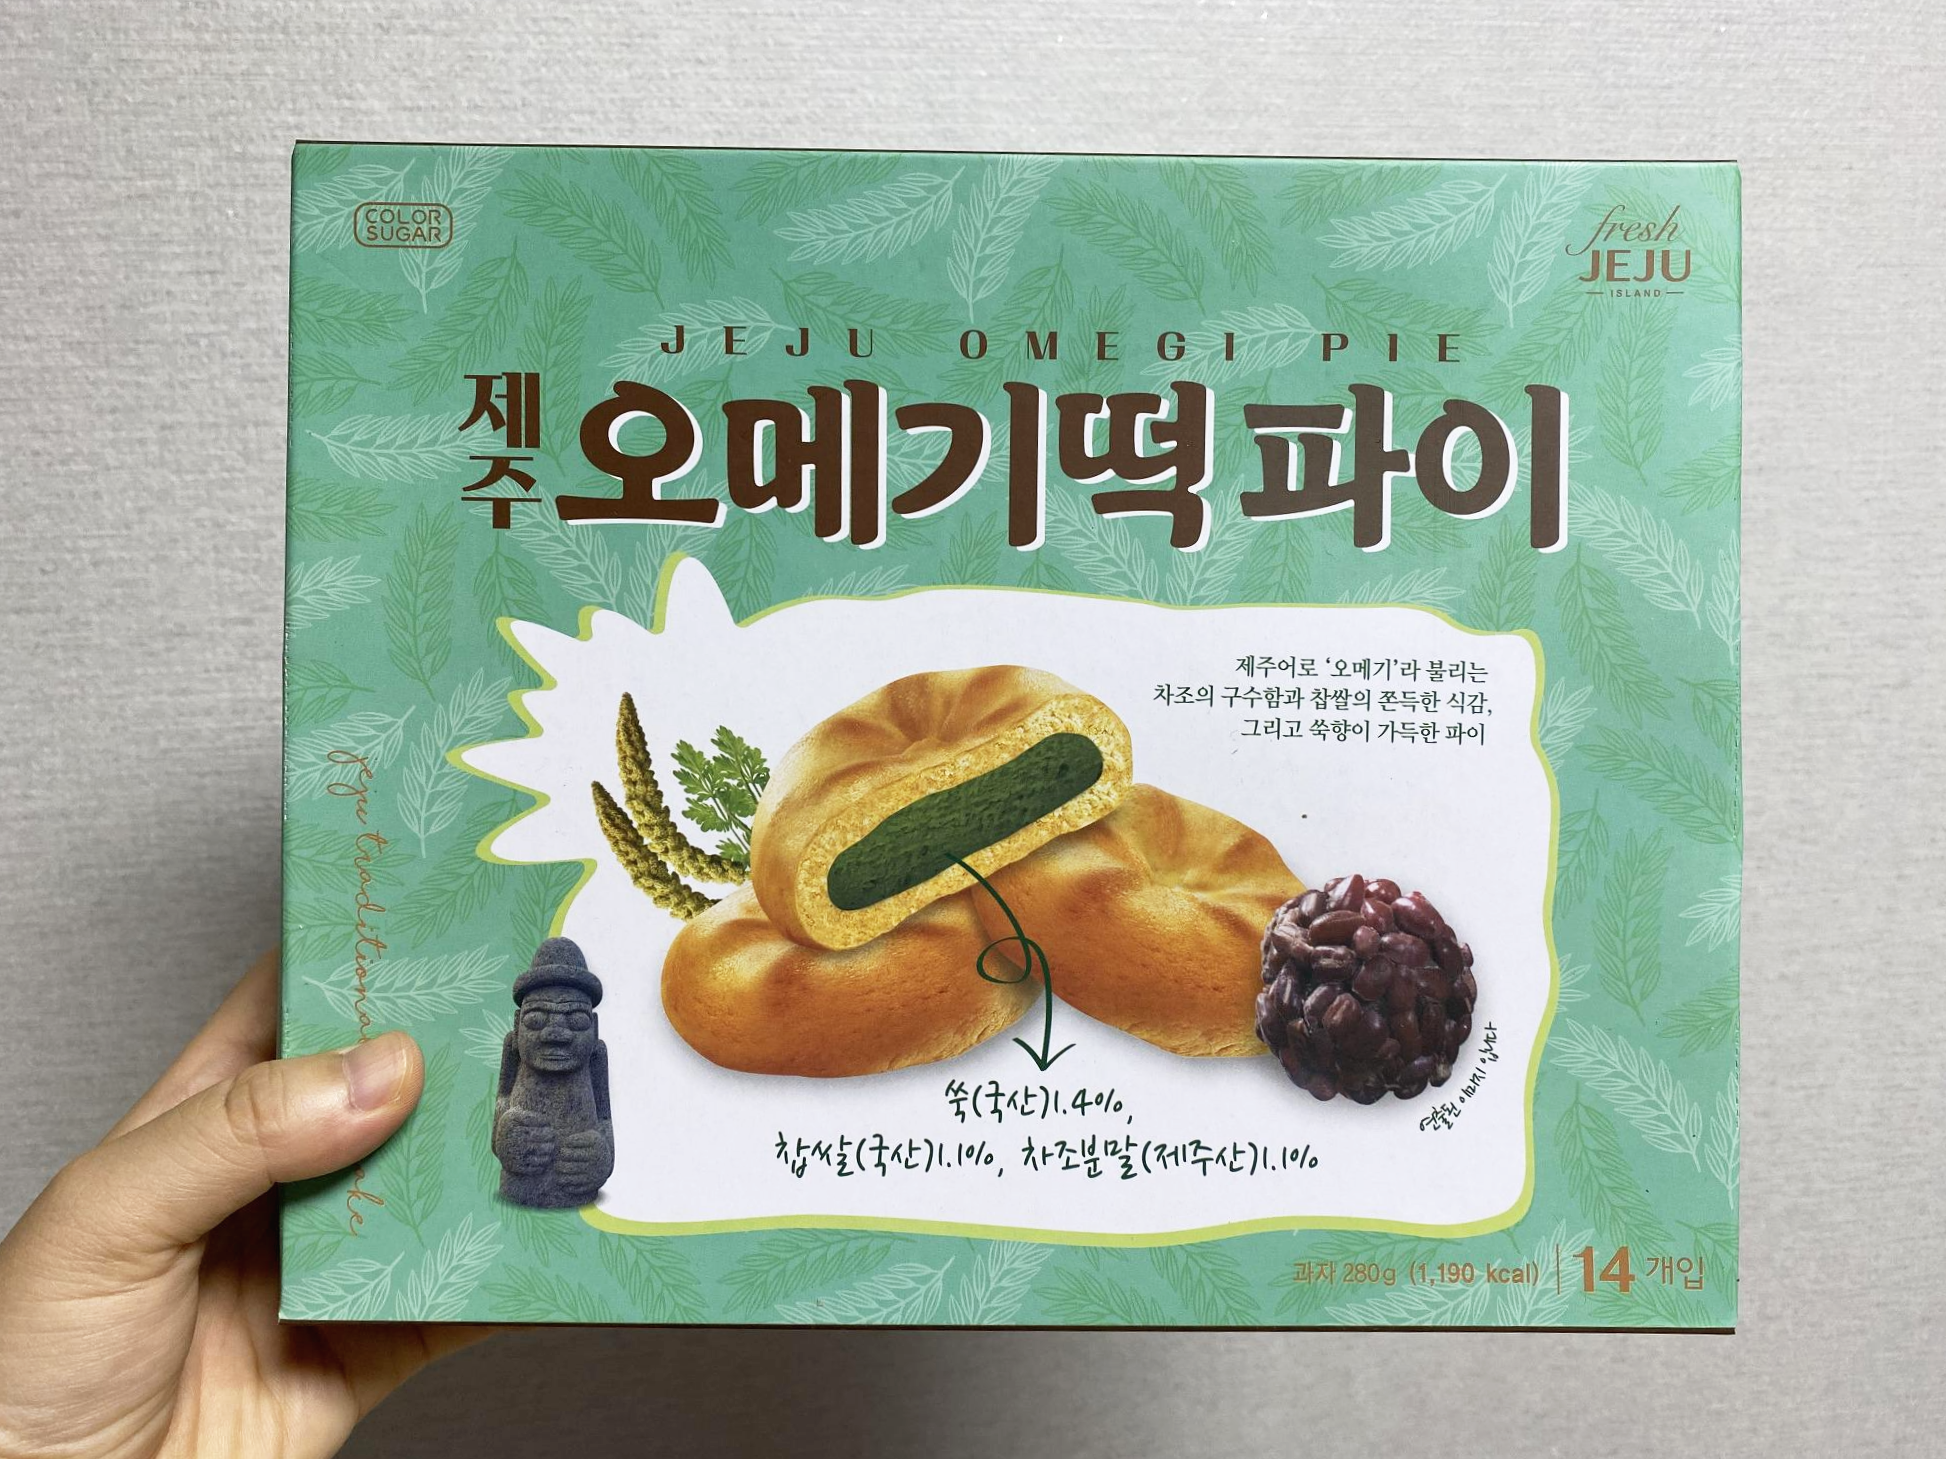 COLOR
SUGAR
fresh
JEJU
ISLAND
JEJU OMEGI PIE
제주 오메기떡 파이
제주어로 ‘오메기’라 불리는
차조의 구수함과 찹쌀의 쫀득한 식감,
그리고 쑥향이 가득한 파이
jeju traditional
쑥(국산)1.4%,
찹쌀(국산)1.1%, 차조분말(제주산)1.1%
연출된 이미지 입니다
과자 280g (1,190 kcal) 14 개입